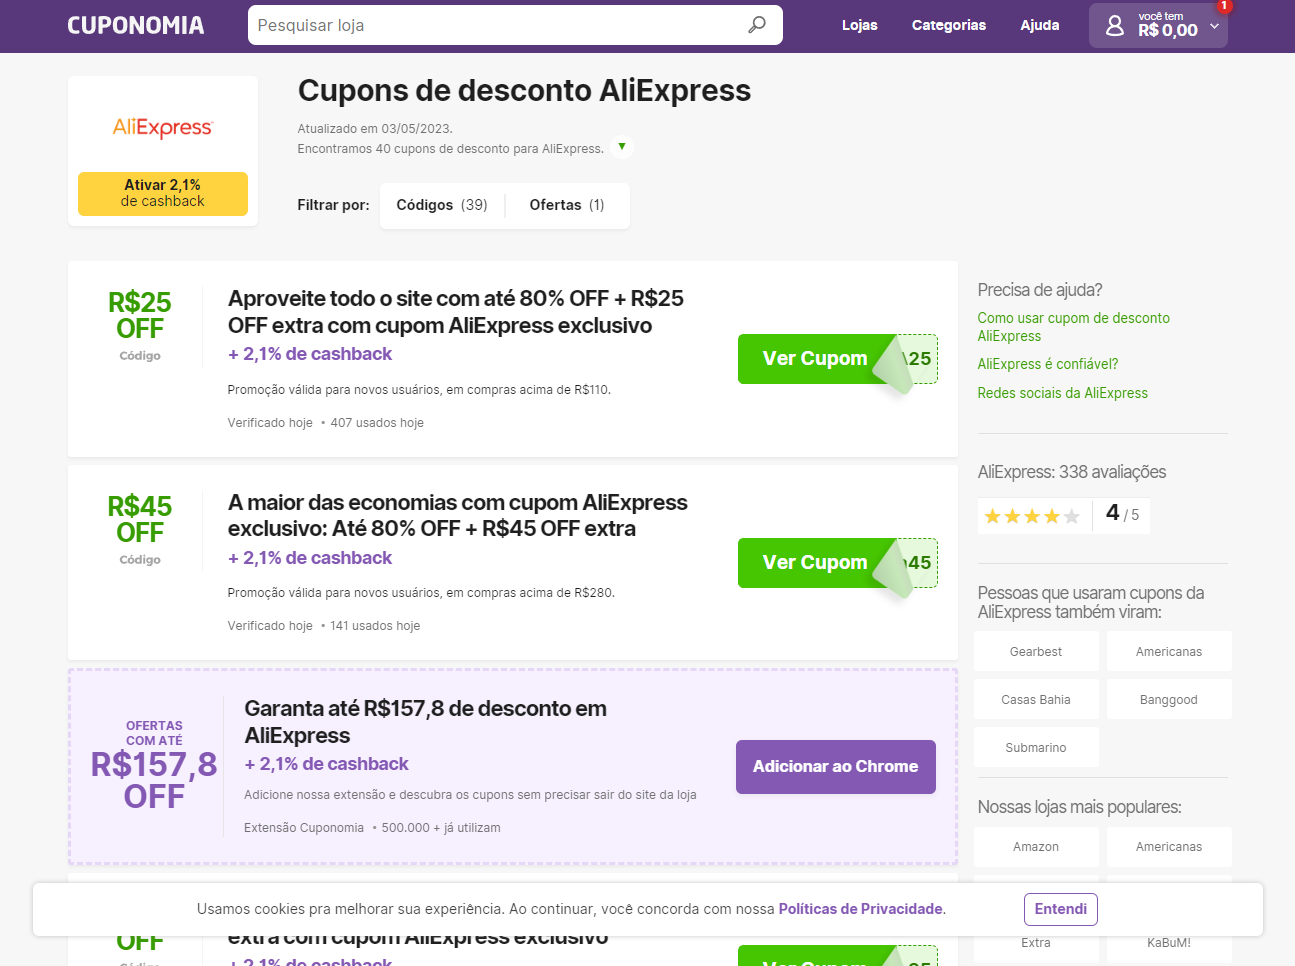 CUPONOMIA
Pesquisar loja
Lojas
Categorias
Ajuda
você tem
R$ 0,00
1
AliExpress
Ativar 2,1%
de cashback
Cupons de desconto AliExpress
Atualizado em 03/05/2023.
Encontramos 40 cupons de desconto para AliExpress.
Filtrar por:
Códigos (39)
Ofertas (1)
R$25
OFF
Código
Aproveite todo o site com até 80% OFF + R$25
OFF extra com cupom AliExpress exclusivo
+ 2,1% de cashback
Promoção válida para novos usuários, em compras acima de R$110.
Verificado hoje • 407 usados hoje
Ver Cupom
25
R$45
OFF
Código
A maior das economias com cupom AliExpress
exclusivo: Até 80% OFF + R$45 OFF extra
+ 2,1% de cashback
Promoção válida para novos usuários, em compras acima de R$280.
Verificado hoje • 141 usados hoje
Ver Cupom
45
OFERTAS
COM ATÉ
R$157,8
OFF
Garanta até R$157,8 de desconto em
AliExpress
+ 2,1% de cashback
Adicione nossa extensão e descubra os cupons sem precisar sair do site da loja
Extensão Cuponomia • 500.000 + já utilizam
Adicionar ao Chrome
Precisa de ajuda?
Como usar cupom de desconto
AliExpress
AliExpress é confiável?
Redes sociais da AliExpress
AliExpress: 338 avaliações
4 / 5
Pessoas que usaram cupons da
AliExpress também viram:
Gearbest
Americanas
Casas Bahia
Banggood
Submarino
Nossas lojas mais populares:
Amazon
Americanas
Usamos cookies pra melhorar sua experiência. Ao continuar, você concorda com nossa Políticas de Privacidade.
Entendi
OFF
extra com cupom AliExpress exclusivo
+ 2,1% de cashback
Ver Cupom
Extra
KaBuM!